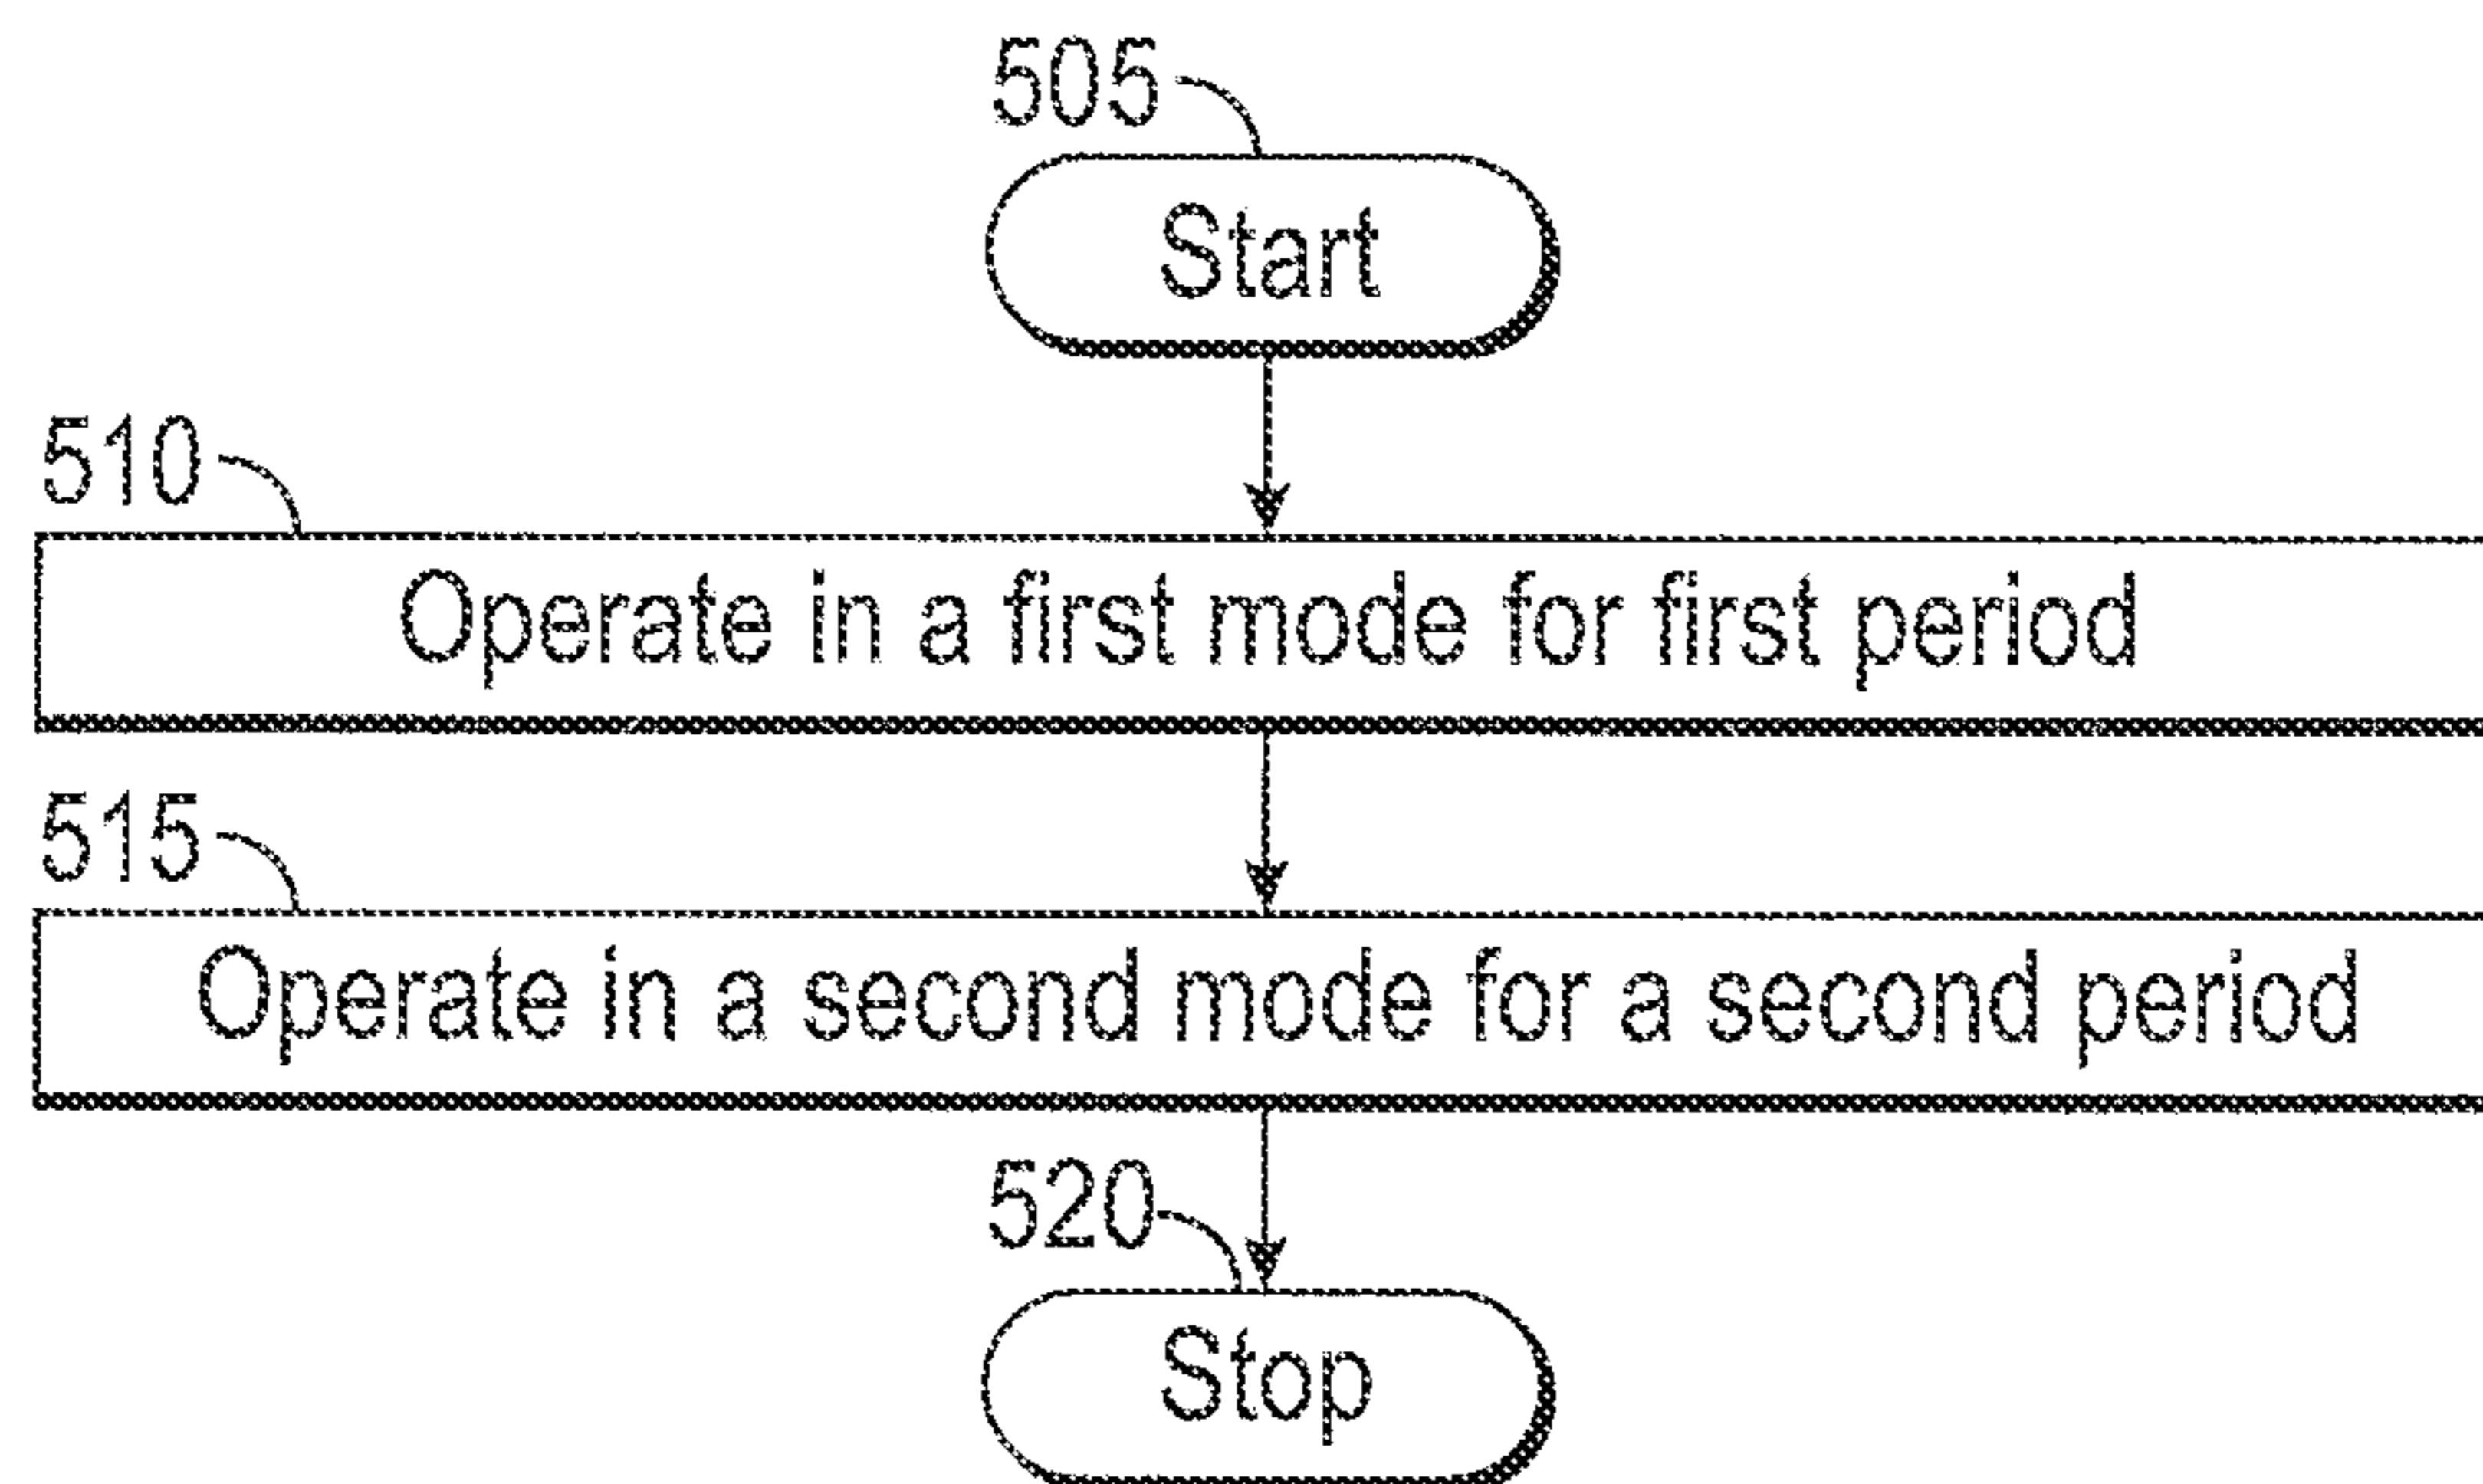 505
Start
510
Operate in a first mode for first period
515
Operate in a second mode for a second period
520
Stop